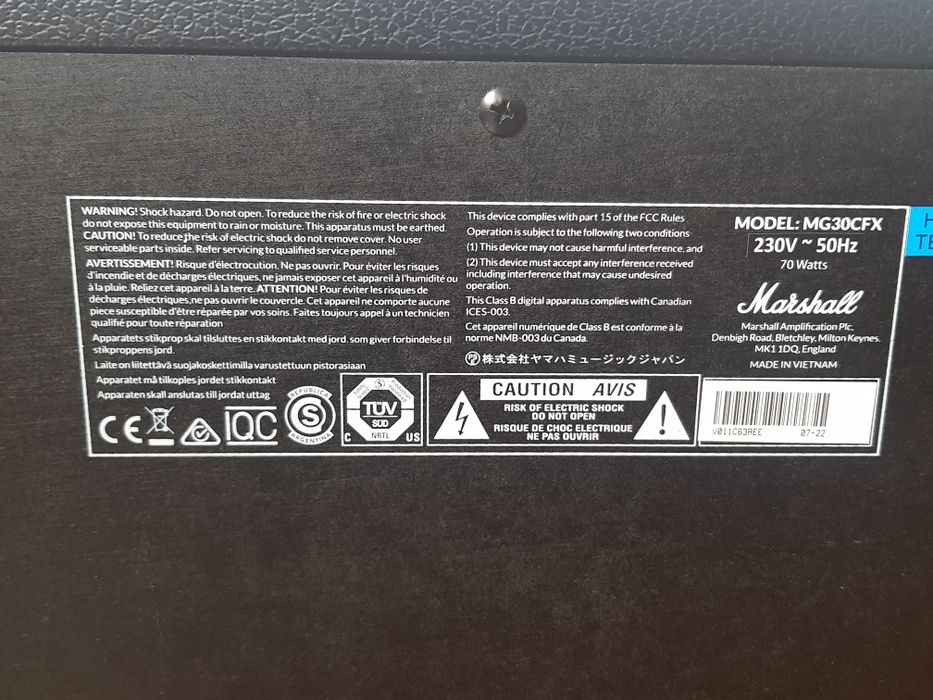 WARNING! Shock hazard. Do not open. To reduce the risk of fire or electric shock
do not expose this equipment to rain or moisture. This apparatus must be earthed.
CAUTION! To reduce the risk of electric shock do not remove cover. No user
serviceable parts inside. Refer servicing to qualified service personnel.
AVERTISSEMENT! Risque d'électrocution. Ne pas ouvrir. Pour éviter les risques
d'incendie et de décharges électriques, ne jamais exposer cet appareil à l'humidité ou
à la pluie. Reliez cet appareil à la terre. ATTENTION! Pour éviter les risques de
décharges électriques,ne pas ouvrir le couvercle. Cet appareil ne comporte aucune
piece susceptible d'être réparée par vos soins. Faites toujours appel à un technicien
qualifié pour toute réparation
Apparatets stikprop skal tilsluttes en stikkontakt med jord. som giver forbindelse til
stikproppens jord.
Laite on liitettävä suojakoskettimilla varustettuun pistorasiaan
Apparatet må tilkoples jordet stikkontakt
Apparaten skall anslutas till jordat uttag
CE
IQC
REPUBLICA
S
ARGENTINA
TÜV
SÜD
NRTL
C US
This device complies with part 15 of the FCC Rules
Operation is subject to the following two conditions
(1) This device may not cause harmful interference, and
(2) This device must accept any interference received
including interference that may cause undesired
operation.
This Class B digital apparatus complies with Canadian
ICES-003.
Cet appareil numérique de Class B est conforme à la
norme NMB-003 du Canada.
株式会社ヤマハミュージックジャパン
CAUTION AVIS
RISK OF ELECTRIC SHOCK
DO NOT OPEN
RISQUE DE CHOC ELECTRIQUE
NE PAS OUVRIR
MODEL: MG30CFX
230V ~ 50Hz
70 Watts
Marshall
Marshall Amplification Plc,
Denbigh Road, Bletchley, Milton Keynes.
MK1 1DQ, England
MADE IN VIETNAM
V011C63AEE 07-22
H
TE